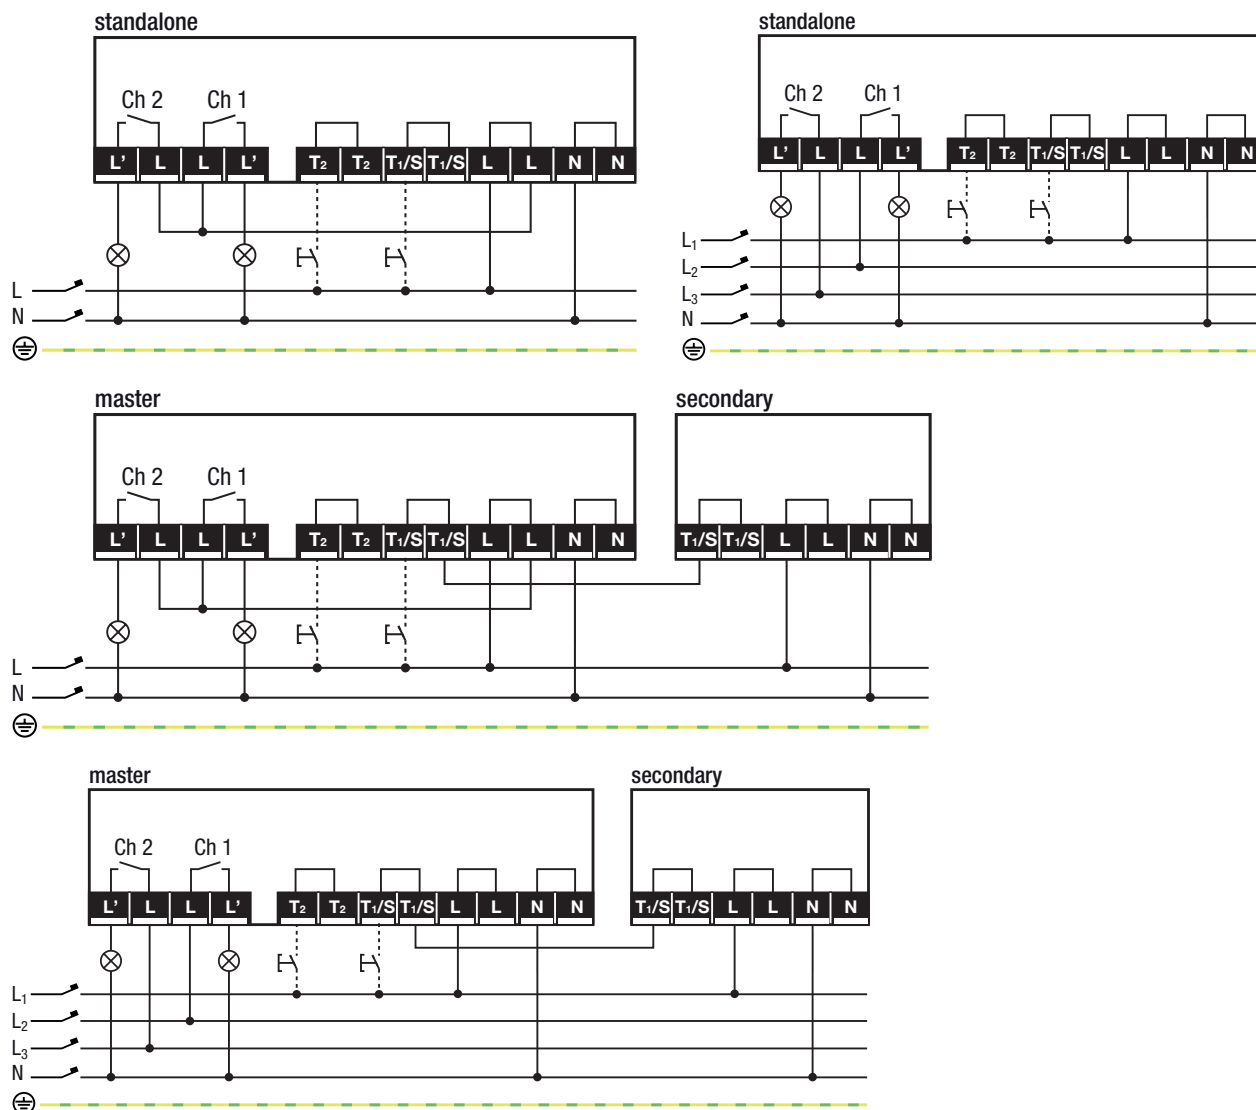 standalone
Ch 2 Ch 1
L' L L L' T2 T2 T1/S T1/S L L N N
L
N
standalone
Ch 2 Ch 1
L' L L L' T2 T2 T1/S T1/S L L N N
L1
L2
L3
N
master
Ch 2 Ch 1
L' L L L' T2 T2 T1/S T1/S L L N N
secondary
T1/S T1/S L L N N
L
N
master
Ch 2 Ch 1
L' L L L' T2 T2 T1/S T1/S L L N N
secondary
T1/S T1/S L L N N
L1
L2
L3
N